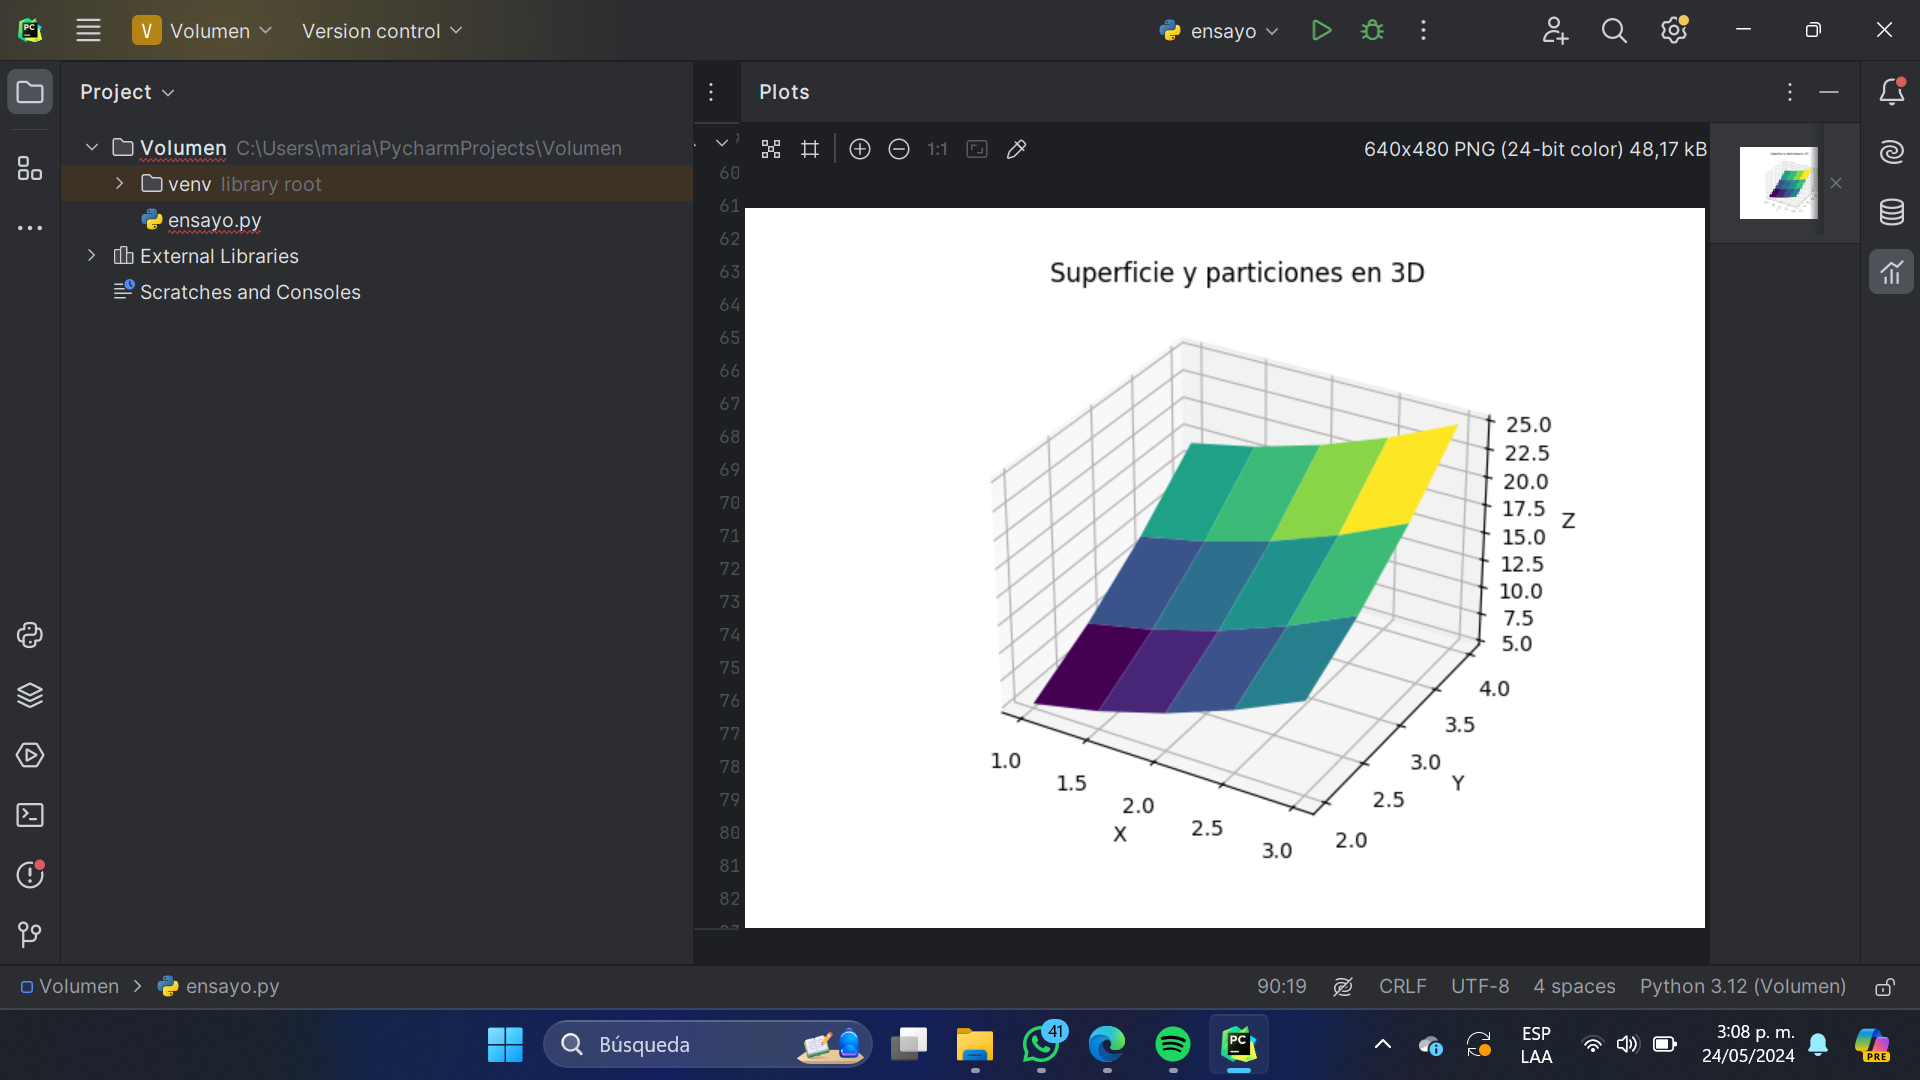 V Volumen Version control ensayo
Project
Plots
Volumen C:\Users\maria\PycharmProjects\Volumen
venv library root
ensayo.py
External Libraries
Scratches and Consoles
1:1 640x480 PNG (24-bit color) 48,17 kB
60
61
62
63
64
65
66
67
68
69
70
71
72
73
74
75
76
77
78
79
80
81
82
Superficie y particiones en 3D
25.0
22.5
20.0
17.5
15.0
12.5
10.0
7.5
5.0
Z
4.0
3.5
3.0
2.5
2.0
Y
1.0
1.5
2.0
2.5
3.0
X
Volumen > ensayo.py 90:19 CRLF UTF-8 4 spaces Python 3.12 (Volumen)
PC
Búsqueda
41
PC
ESP
LAA
3:08 p. m.
24/05/2024
PRE